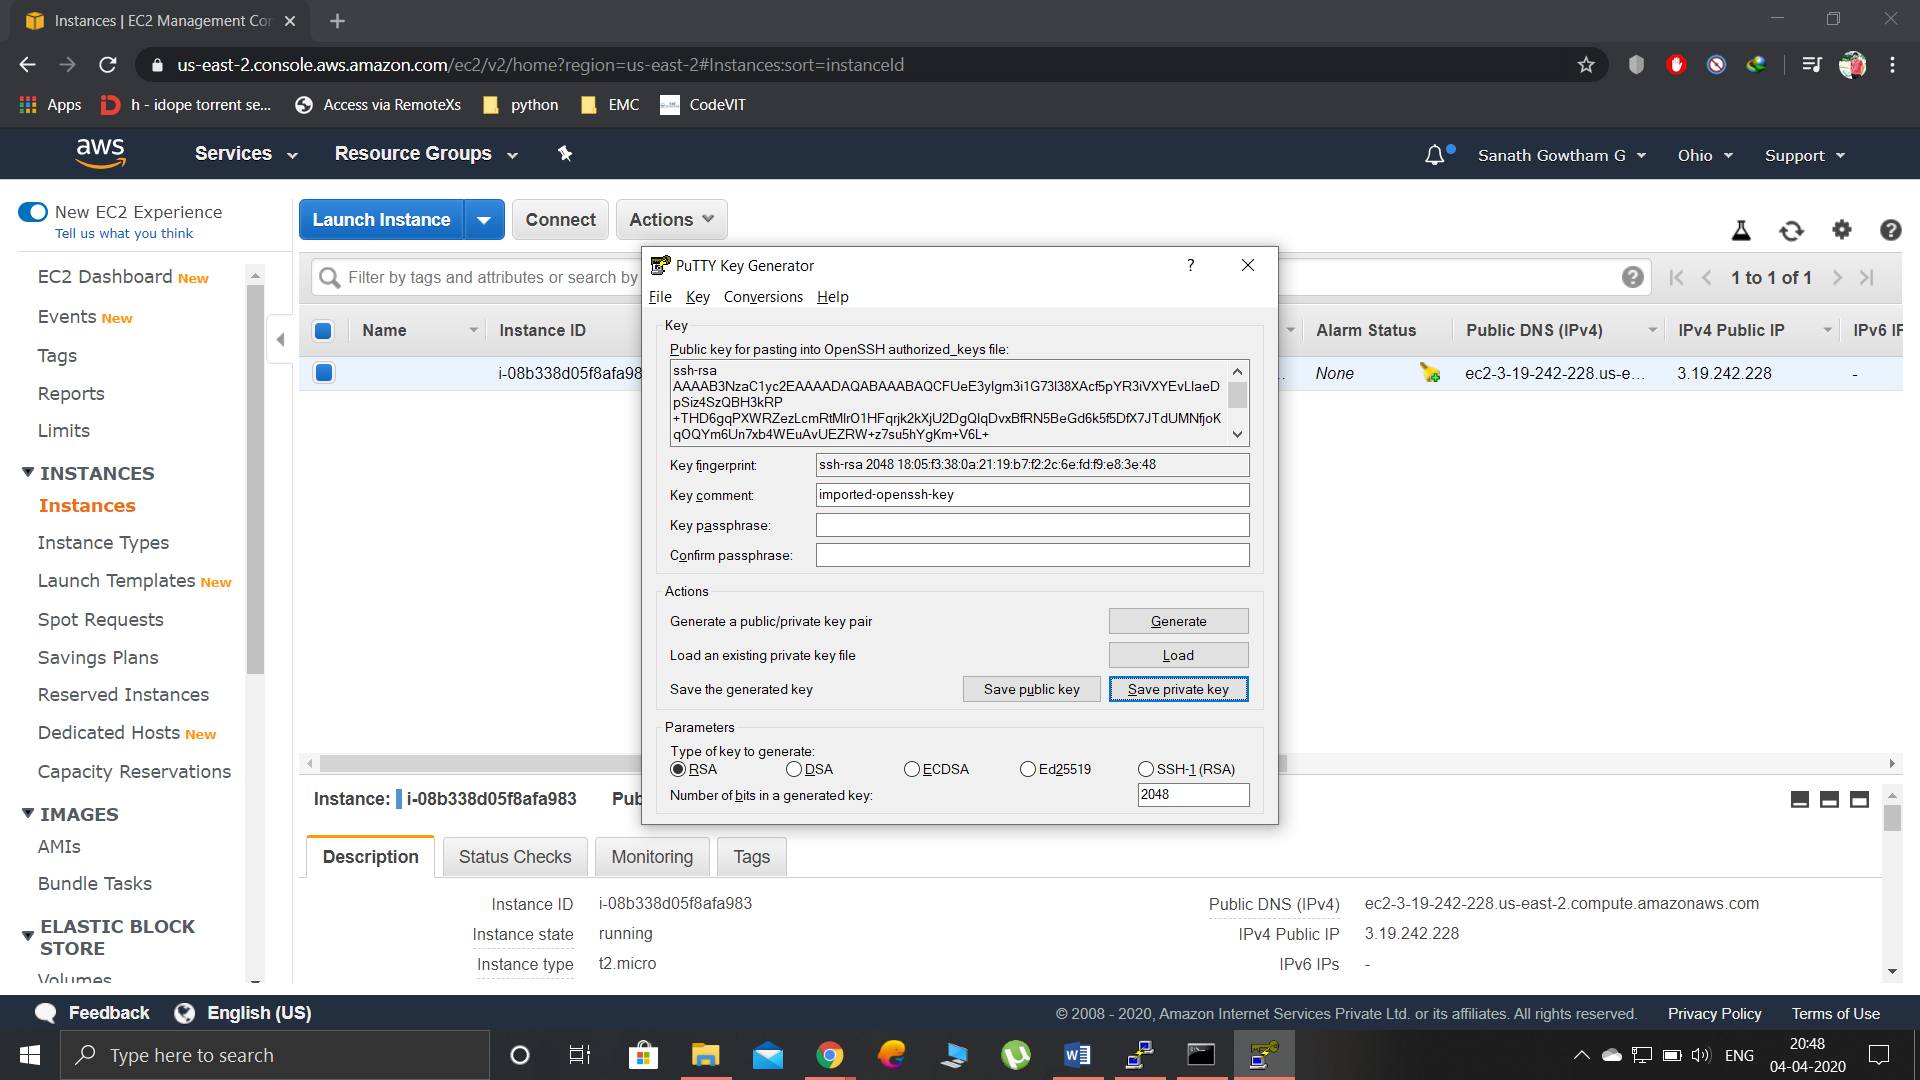 Instances | EC2 Management Con
us-east-2.console.aws.amazon.com/ec2/v2/home?region=us-east-2#Instances:sort=instanceId
Apps
h - idope torrent se...
Access via RemoteXs
python
EMC
CodeVIT
aws
Services
Resource Groups
Sanath Gowtham G
Ohio
Support
New EC2 Experience
Tell us what you think
EC2 Dashboard New
Events New
Tags
Reports
Limits
INSTANCES
Instances
Instance Types
Launch Templates New
Spot Requests
Savings Plans
Reserved Instances
Dedicated Hosts New
Capacity Reservations
IMAGES
AMIs
Bundle Tasks
ELASTIC BLOCK
STORE
Volumes
Launch Instance
Connect
Actions
Filter by tags and attributes or search by
1 to 1 of 1
Name
Instance ID
Alarm Status
Public DNS (IPv4)
IPv4 Public IP
IPv6 IP
i-08b338d05f8afa98
None
ec2-3-19-242-228.us-e...
3.19.242.228
-
PuTTY Key Generator
?
File Key Conversions Help
Key
Public key for pasting into OpenSSH authorized_keys file:
ssh-rsa
Key fingerprint:
ssh-rsa 2048 18:05:f3:38:0a:21:19:b7:f2:2c:6e:fd:f9:e8:3e:48
Key comment:
imported-openssh-key
Key passphrase:
Confirm passphrase:
Actions
Generate a public/private key pair
Generate
Load an existing private key file
Load
Save the generated key
Save public key
Save private key
Parameters
Type of key to generate:
RSA
DSA
ECDSA
Ed25519
SSH-1 (RSA)
Number of bits in a generated key:
2048
Instance: i-08b338d05f8afa983
Pub
Description
Status Checks
Monitoring
Tags
Instance ID
i-08b338d05f8afa983
Public DNS (IPv4)
ec2-3-19-242-228.us-east-2.compute.amazonaws.com
Instance state
running
IPv4 Public IP
3.19.242.228
Instance type
t2.micro
IPv6 IPs
-
Feedback
English (US)
© 2008 - 2020, Amazon Internet Services Private Ltd. or its affiliates. All rights reserved.
Privacy Policy
Terms of Use
Type here to search
ENG
20:48
04-04-2020